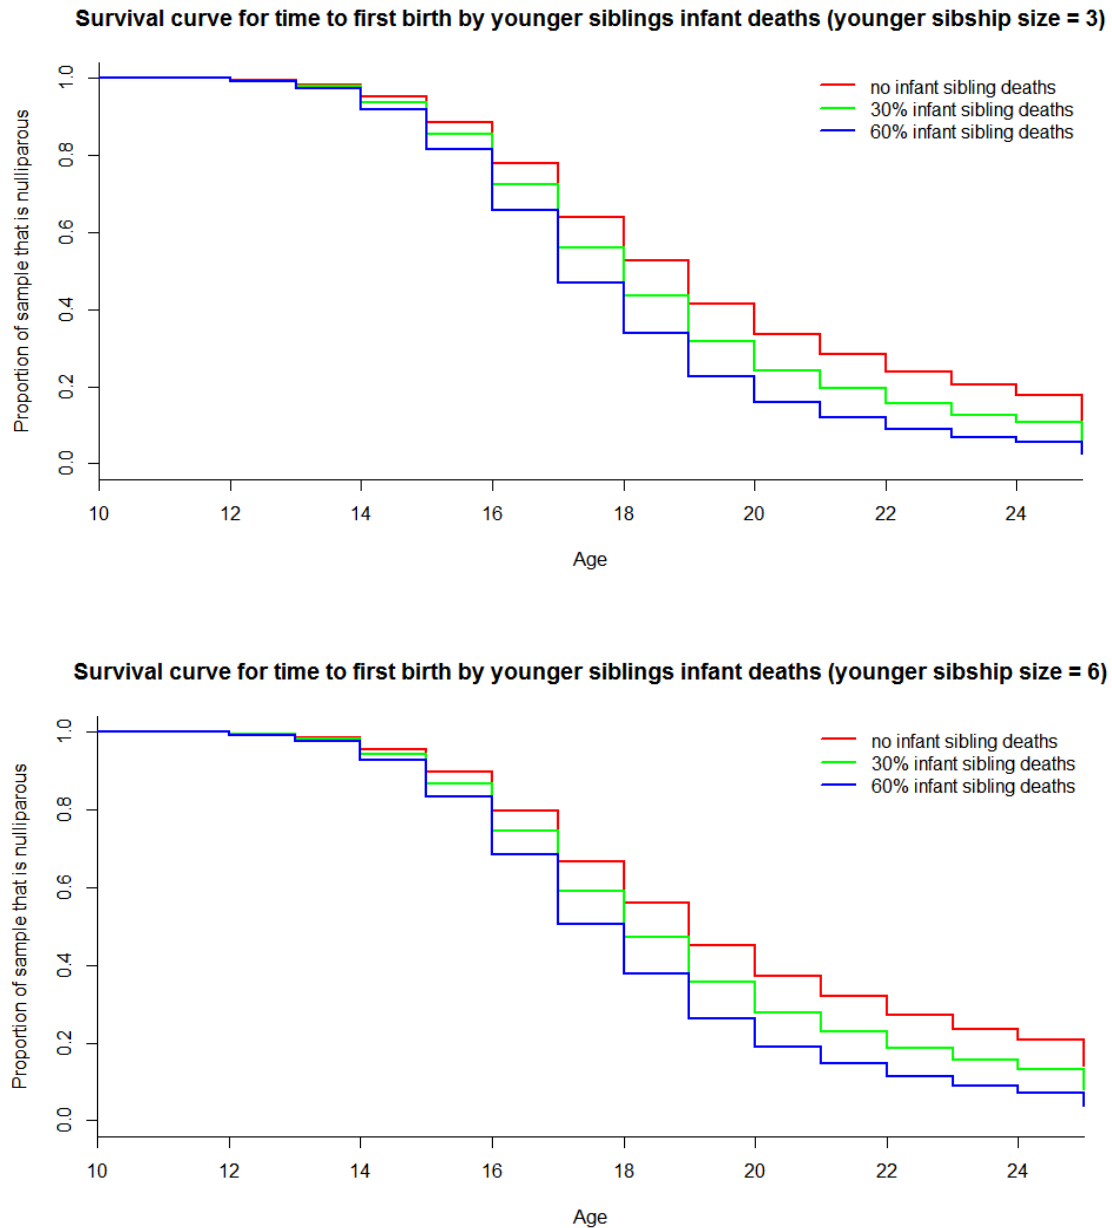 Survival curve for time to first birth by younger siblings infant deaths (younger sibship size = 3)
no infant sibling deaths
30% infant sibling deaths
60% infant sibling deaths
Proportion of sample that is nulliparous
1.0
0.8
0.6
0.4
0.2
0.0
10 12 14 16 18 20 22 24
Age
Survival curve for time to first birth by younger siblings infant deaths (younger sibship size = 6)
no infant sibling deaths
30% infant sibling deaths
60% infant sibling deaths
Proportion of sample that is nulliparous
1.0
0.8
0.6
0.4
0.2
0.0
10 12 14 16 18 20 22 24
Age